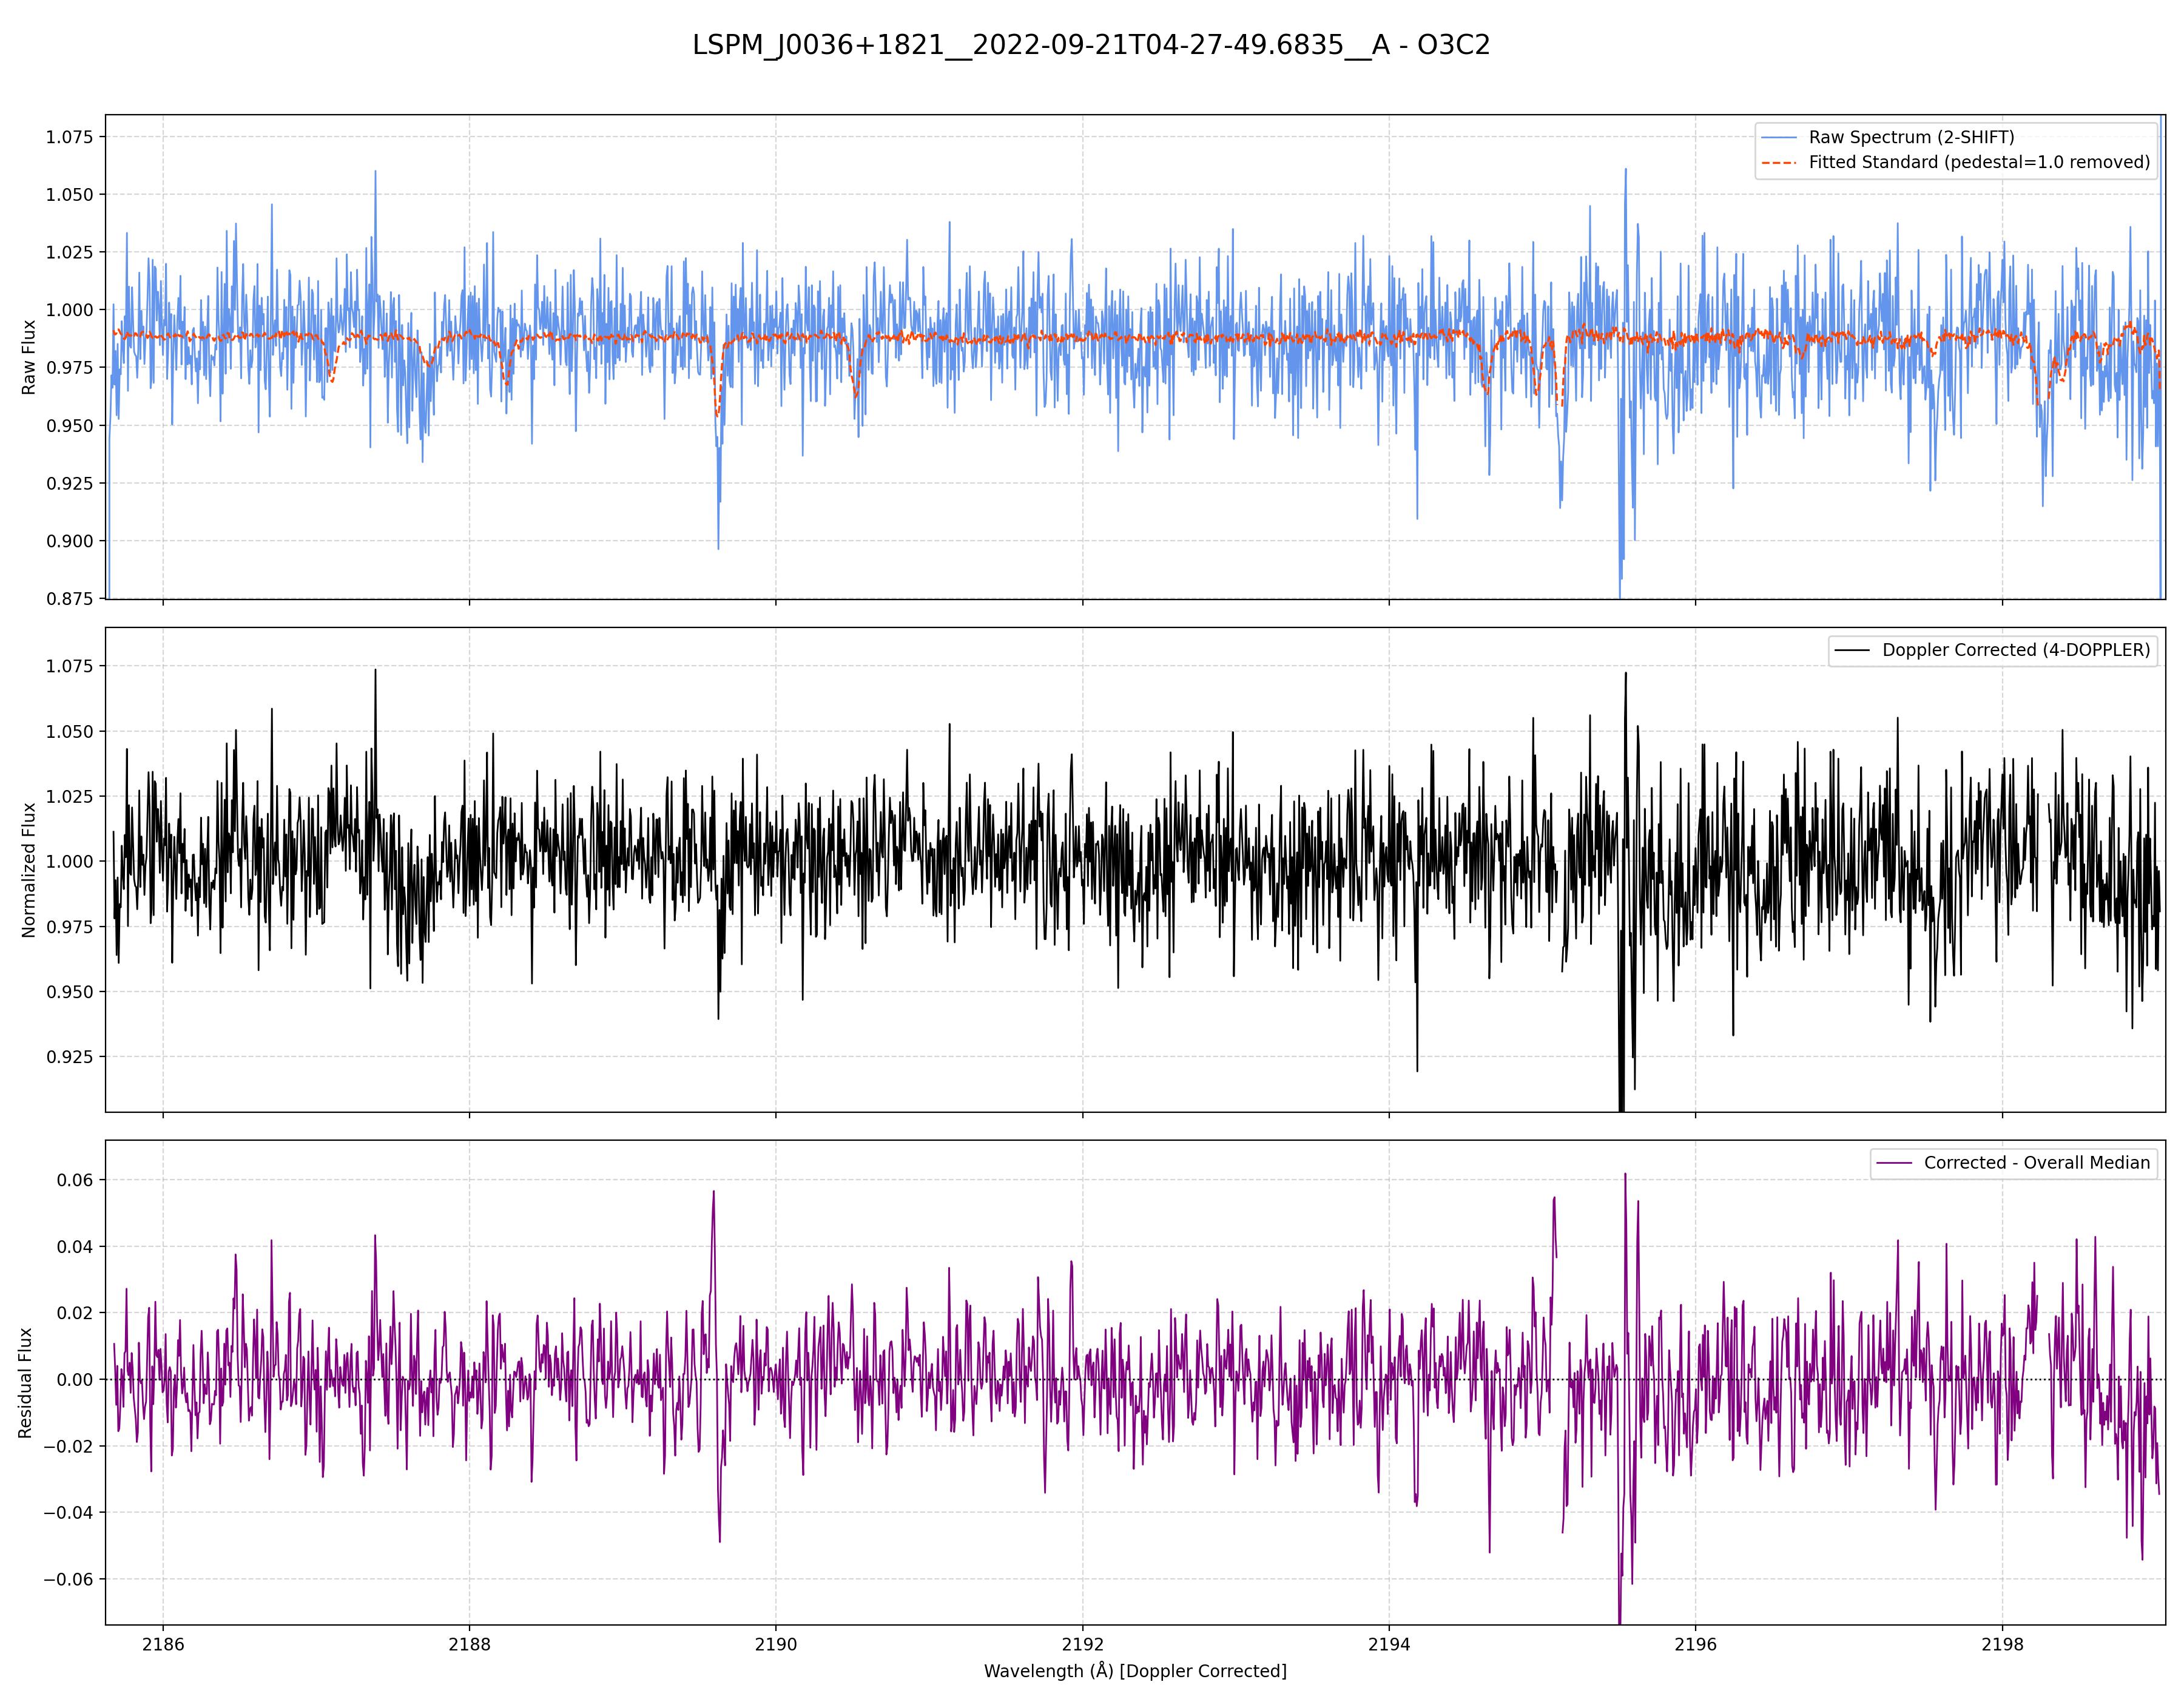 LSPM_J0036+1821__2022-09-21T04-27-49.6835__A - O3C2
Raw Flux
1.075
1.050
1.025
1.000
0.975
0.950
0.925
0.900
0.875
Raw Spectrum (2-SHIFT)
Fitted Standard (pedestal=1.0 removed)
Normalized Flux
1.075
1.050
1.025
1.000
0.975
0.950
0.925
Doppler Corrected (4-DOPPLER)
Residual Flux
0.06
0.04
0.02
0.00
−0.02
−0.04
−0.06
Corrected - Overall Median
2186 2188 2190 2192 2194 2196 2198
Wavelength (Å) [Doppler Corrected]